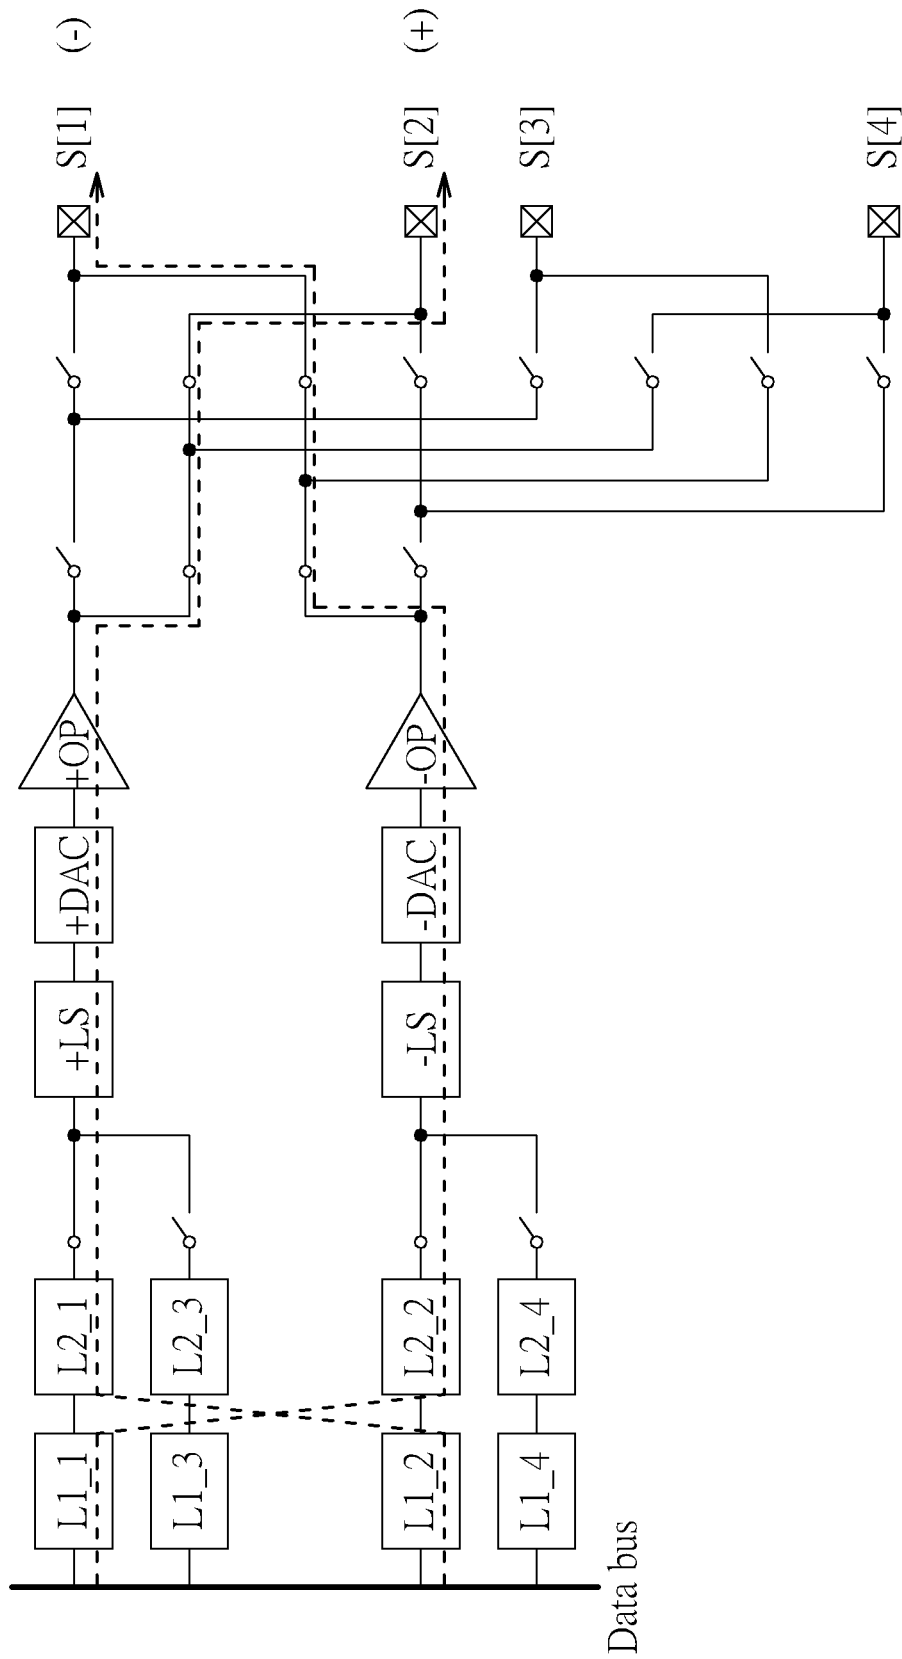 L1_1
L2_1
+LS
+DAC
+OP
S[1]
(-)
L1_3
L2_3
L1_2
L2_2
-LS
-DAC
-OP
S[2]
(+)
L1_4
L2_4
S[3]
Data bus
S[4]